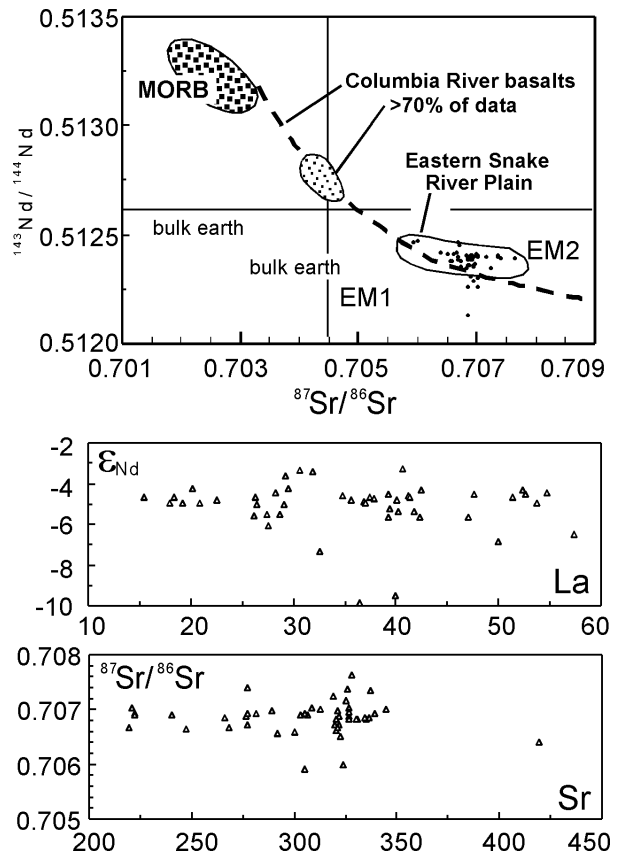 0.5135
MORB
Columbia River basalts
>70% of data
0.5130
143Nd/144Nd
Eastern Snake
River Plain
bulk earth
0.5125
bulk earth
EM2
EM1
0.5120
0.701 0.703 0.705 0.707 0.709
87Sr/86Sr
-2
εNd
-4
-6
-8
La
-10
10 20 30 40 50 60
0.708
87Sr/86Sr
0.707
0.706
Sr
0.705
200 250 300 350 400 450